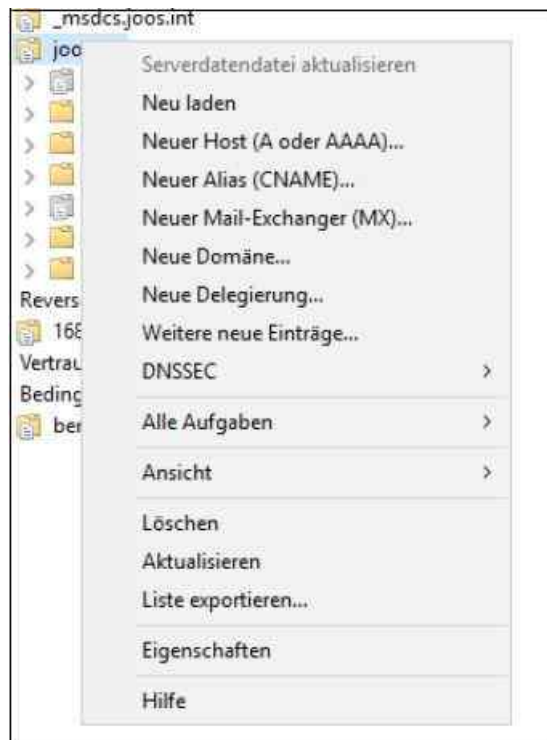 _msdcs.joos.int
joo
Serverdatendatei aktualisieren
Neu laden
Neuer Host (A oder AAAA)...
Neuer Alias (CNAME)...
Neuer Mail-Exchanger (MX)...
Neue Domäne...
Neue Delegierung...
Weitere neue Einträge...
DNSSEC
Alle Aufgaben
Ansicht
Löschen
Aktualisieren
Liste exportieren...
Eigenschaften
Hilfe
Revers
168
Vertrau
Beding
ber